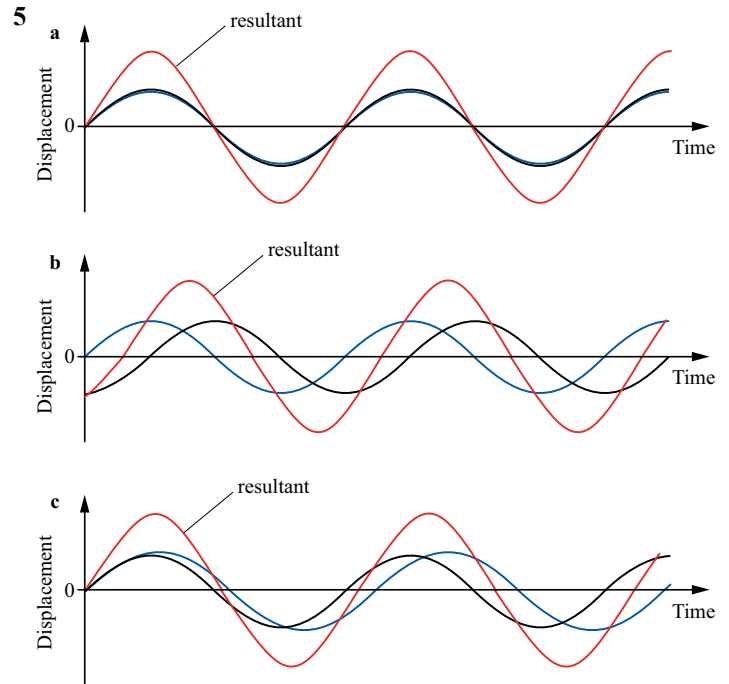 5
a
resultant
Displacement
0
Time
b
resultant
Displacement
0
Time
c
resultant
Displacement
0
Time